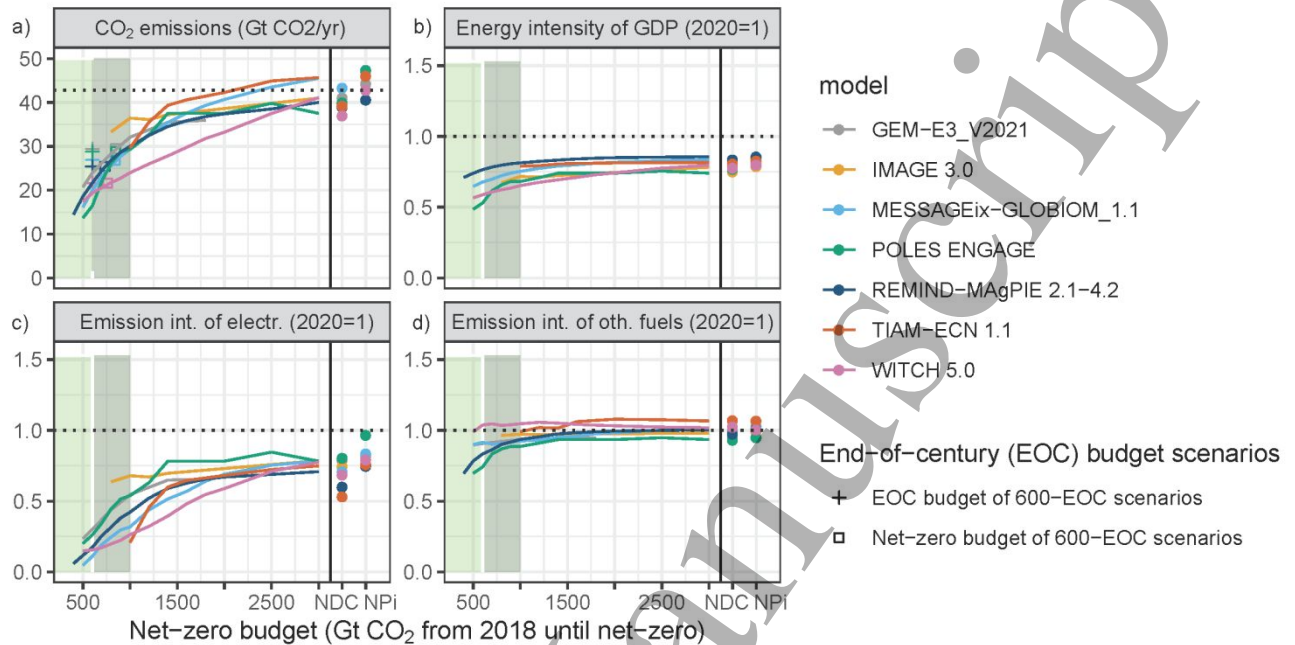 a) CO₂ emissions (Gt CO2/yr)
50
40
30
20
10
0
b) Energy intensity of GDP (2020=1)
1.5
1.0
0.5
0.0
c) Emission int. of electr. (2020=1)
1.5
1.0
0.5
0.0
500 1500 2500 NDC NPi
d) Emission int. of oth. fuels (2020=1)
1.5
1.0
0.5
0.0
500 1500 2500 NDC NPi
Net−zero budget (Gt CO₂ from 2018 until net−zero)
model
GEM−E3_V2021
IMAGE 3.0
MESSAGEix−GLOBIOM_1.1
POLES ENGAGE
REMIND−MAgPIE 2.1−4.2
TIAM−ECN 1.1
WITCH 5.0
End−of−century (EOC) budget scenarios
EOC budget of 600−EOC scenarios
Net−zero budget of 600−EOC scenarios
anuscrip